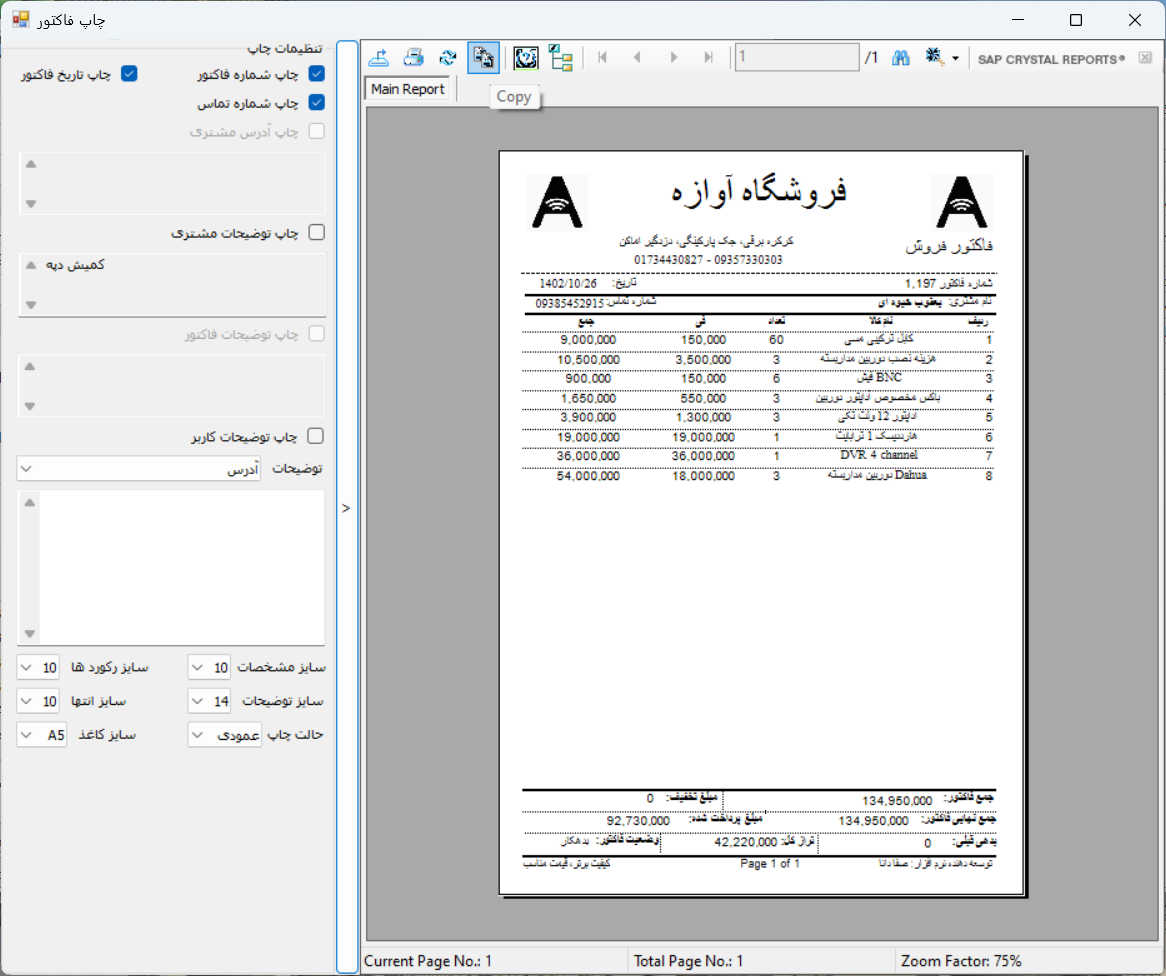 چاپ فاکتور
تنظیمات چاپ
چاپ شماره فاکتور
چاپ تاریخ فاکتور
چاپ شماره تماس
چاپ آدرس مشتری
چاپ توضیحات مشتری
کمیش دپه
چاپ توضیحات فاکتور
چاپ توضیحات کاربر
توضیحات آدرس
سایز مشخصات 10 سایز رکورد ها 10
سایز توضیحات 14 سایز انتها 10
حالت چاپ عمودی سایز کاغذ A5
>
1 /1 SAP CRYSTAL REPORTS®
Main Report
Copy
فروشگاه آوازه
فاکتور فروش
کرکره برقی، جک پارکینگی، دزدگیر اماکن
01734430827 - 09357330303
شماره فاکتور 1,197 تاریخ: 1402/10/26
نام مشتری: یعقوب خیوه ای شماره تماس: 09385452915
ردیف نام کالا تعداد فی جمع
1 کابل ترکیبی مسی 60 150,000 9,000,000
2 هزینه نصب دوربین مداربسته 3 3,500,000 10,500,000
3 فیش BNC 6 150,000 900,000
4 باکس مخصوص اداپتور دوربین 3 550,000 1,650,000
5 اداپتور 12 ولت تکی 3 1,300,000 3,900,000
6 هارددیسک 1 ترابایت 1 19,000,000 19,000,000
7 DVR 4 channel 1 36,000,000 36,000,000
8 دوربین مداربسته Dahua 3 18,000,000 54,000,000
جمع فاکتور: 134,950,000 مبلغ تخفیف: 0
جمع نهایی فاکتور: 134,950,000 مبلغ پرداخت شده: 92,730,000
بدهی قبلی: 0 تراز کل: 42,220,000 وضعیت فاکتور: بدهکار
توسعه دهنده نرم افزار : صفا دانا Page 1 of 1 کیفیت برتر، قیمت مناسب
Current Page No.: 1 Total Page No.: 1 Zoom Factor: 75%